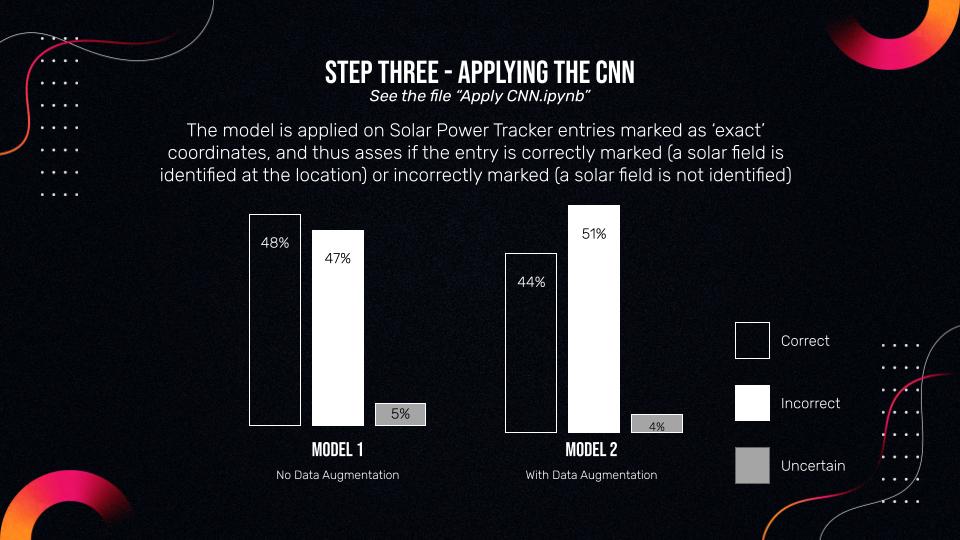 STEP THREE - APPLYING THE CNN
See the file “Apply CNN.ipynb”
The model is applied on Solar Power Tracker entries marked as ‘exact’
coordinates, and thus asses if the entry is correctly marked (a solar field is
identified at the location) or incorrectly marked (a solar field is not identified)
48%
47%
5%
44%
51%
4%
MODEL 1
No Data Augmentation
MODEL 2
With Data Augmentation
Correct
Incorrect
Uncertain